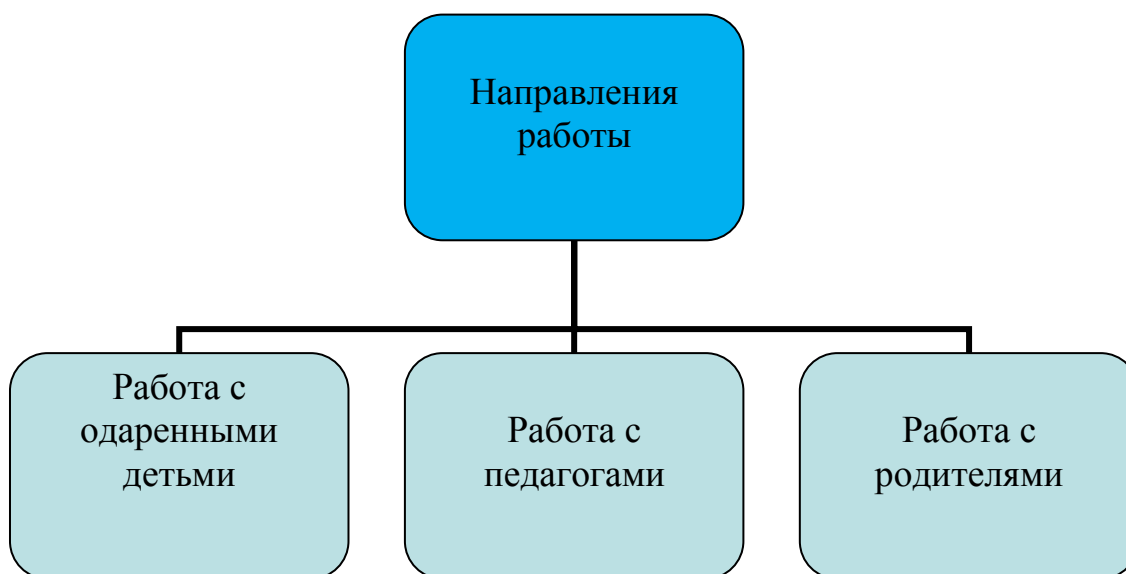 Направления
работы
Работа с
одаренными
детьми
Работа с
педагогами
Работа с
родителями